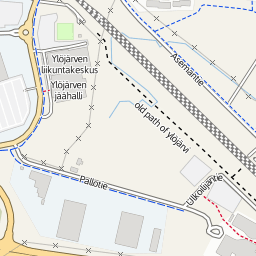 Ylöjärven
liikuntakeskus
Ylöjärven
jäähalli
Asemantie
old path of Ylöjärvi
Pallotie
Ulkoilijantie